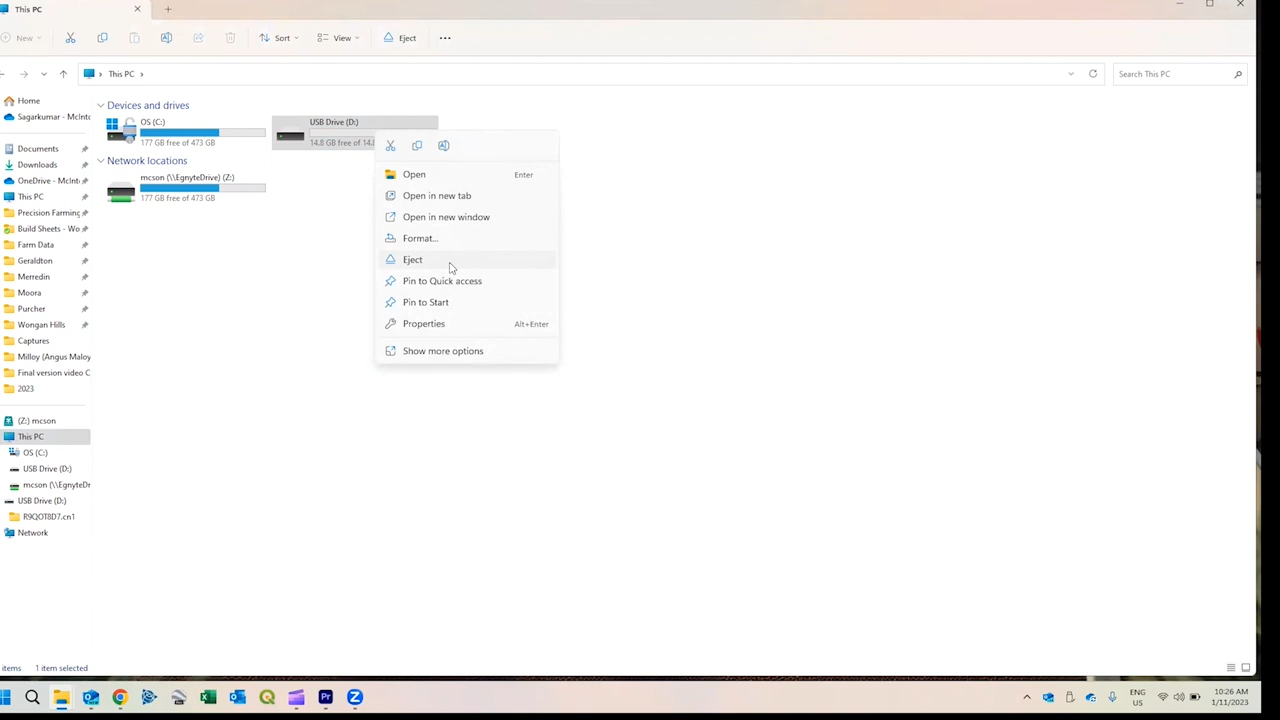 This PC
New
Sort
View
Eject
This PC
Search This PC
Home
Sagarkumar - McInto
Documents
Downloads
OneDrive - McInto
This PC
Precision Farming
Build Sheets - Wo
Farm Data
Geraldton
Merredin
Moora
Purcher
Wongan Hills
Captures
Milloy (Angus Maloy
Final version video C
2023
(Z:) mcson
This PC
OS (C:)
USB Drive (D:)
mcson (\\EgnyteDr
USB Drive (D:)
R9QOT8D7.cn1
Network
Devices and drives
OS (C:)
177 GB free of 473 GB
USB Drive (D:)
14.8 GB free of 14.8
Network locations
mcson (\\EgnyteDrive) (Z:)
177 GB free of 473 GB
Open Enter
Open in new tab
Open in new window
Format...
Eject
Pin to Quick access
Pin to Start
Properties Alt+Enter
Show more options
items 1 item selected
Pr
Z
ENG
US
10:26 AM
1/11/2023